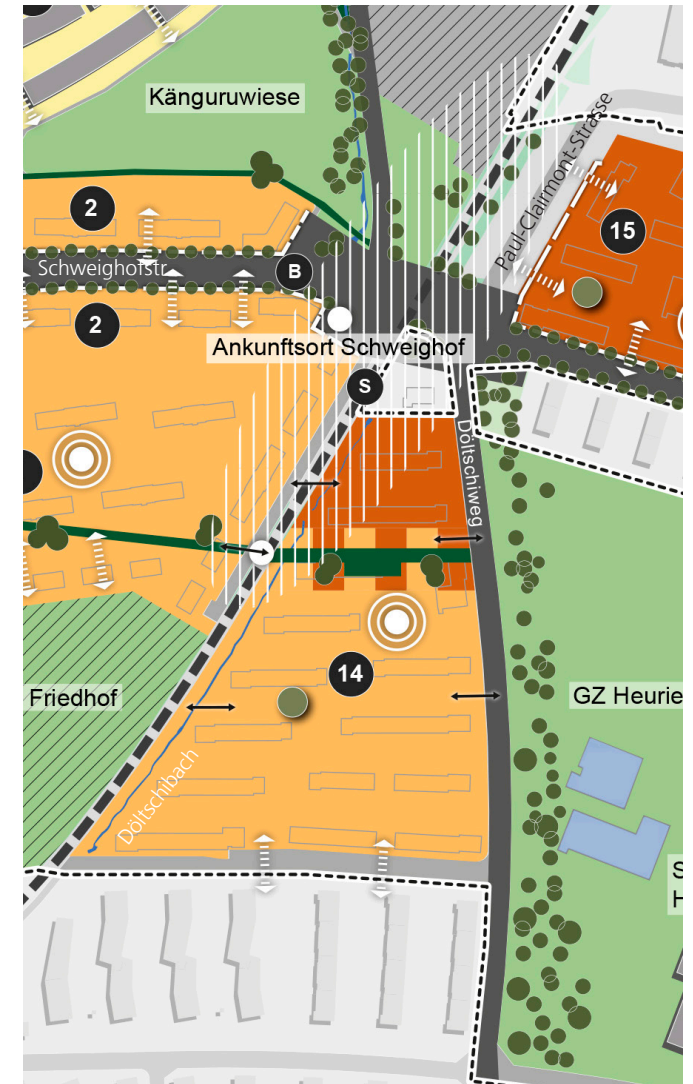 Känguruwiese
Paul-Clairmont-Strasse
2
15
Schweighofstr.
B
2
Ankunftsort Schweighof
S
Döltschiweg
14
Friedhof
GZ Heurie
Döltschibach
S
H